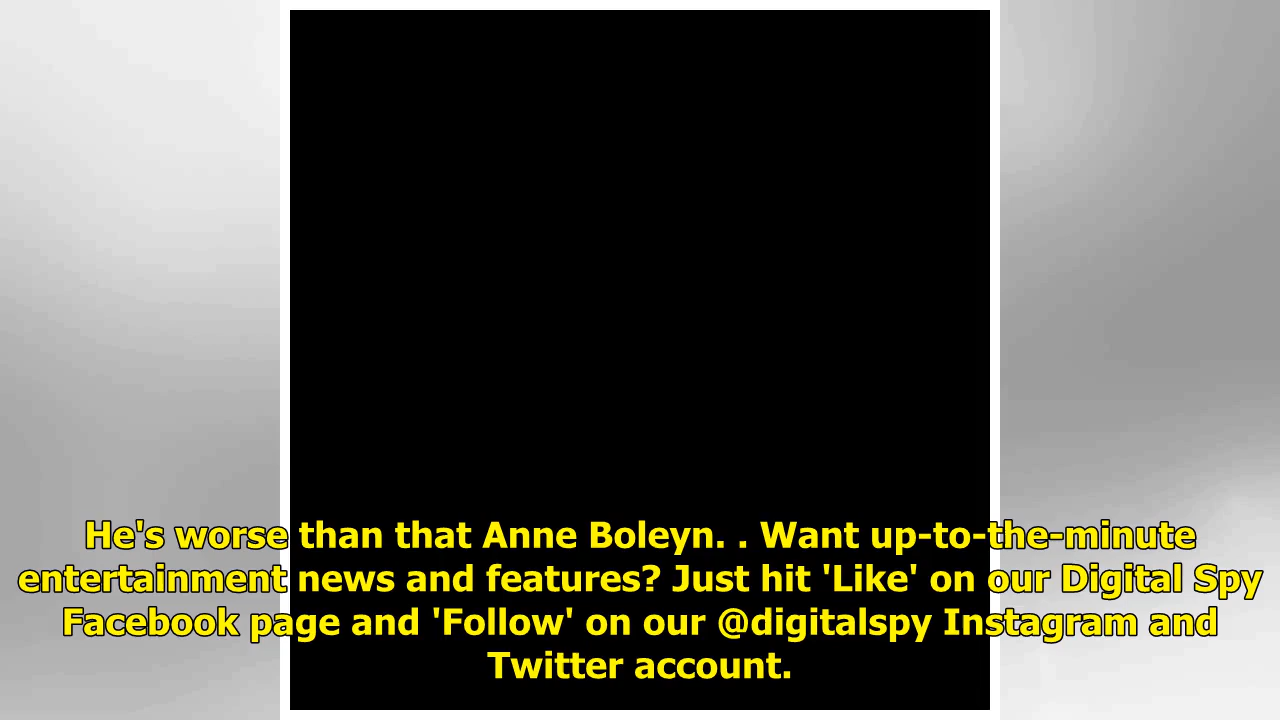 He's worse than that Anne Boleyn. . Want up-to-the-minute
entertainment news and features? Just hit 'Like' on our Digital Spy
Facebook page and 'Follow' on our @digitalspy Instagram and
Twitter account.